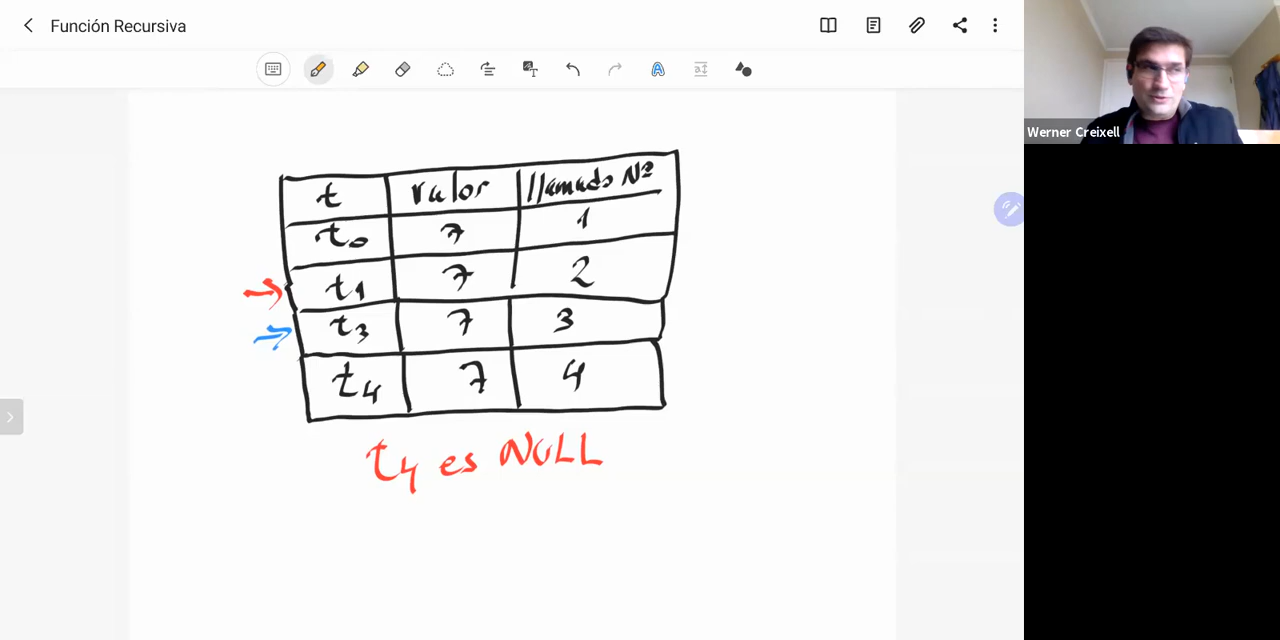 Función Recursiva
Werner Creixell
t valor llamado Nº
t0 7 1
t1 7 2
t3 7 3
t4 7 4
t4 es NULL